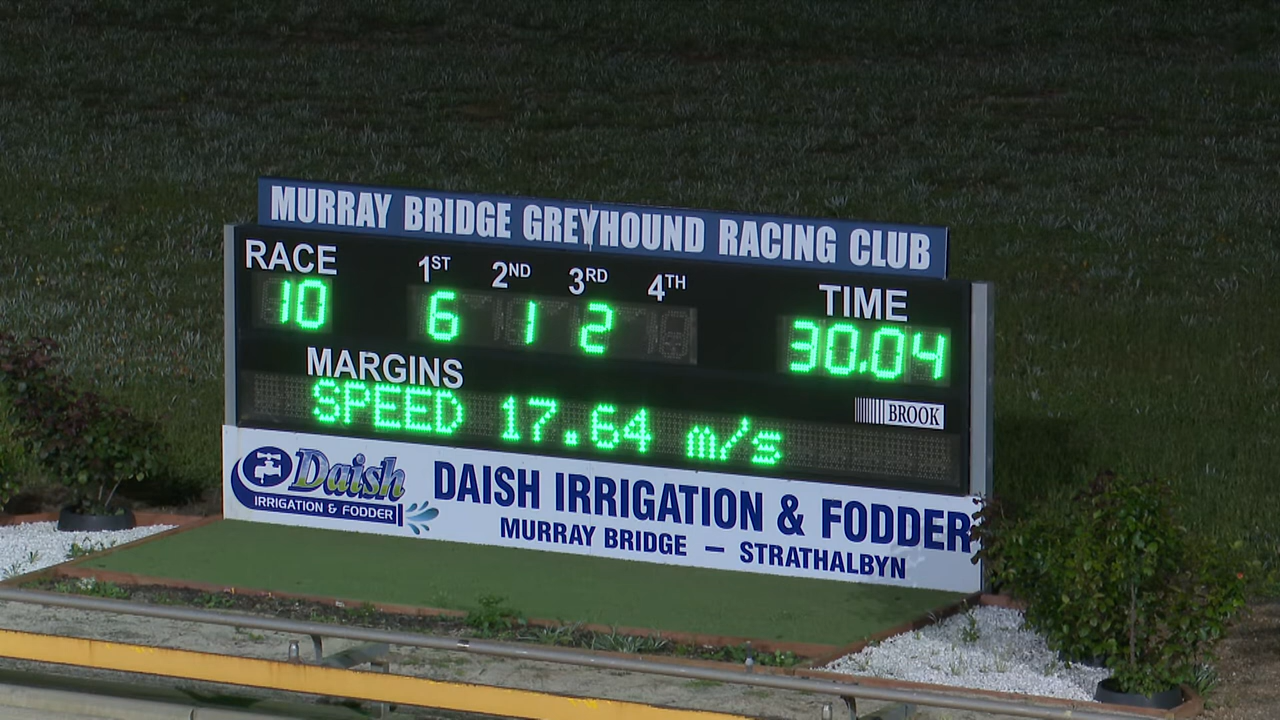 MURRAY BRIDGE GREYHOUND RACING CLUB
RACE 1ST 2ND 3RD 4TH TIME
10 6 1 2 30.04
MARGINS
BROOK
SPEED 17.64 m/s
Daish
IRRIGATION & FODDER
DAISH IRRIGATION & FODDER
MURRAY BRIDGE — STRATHALBYN